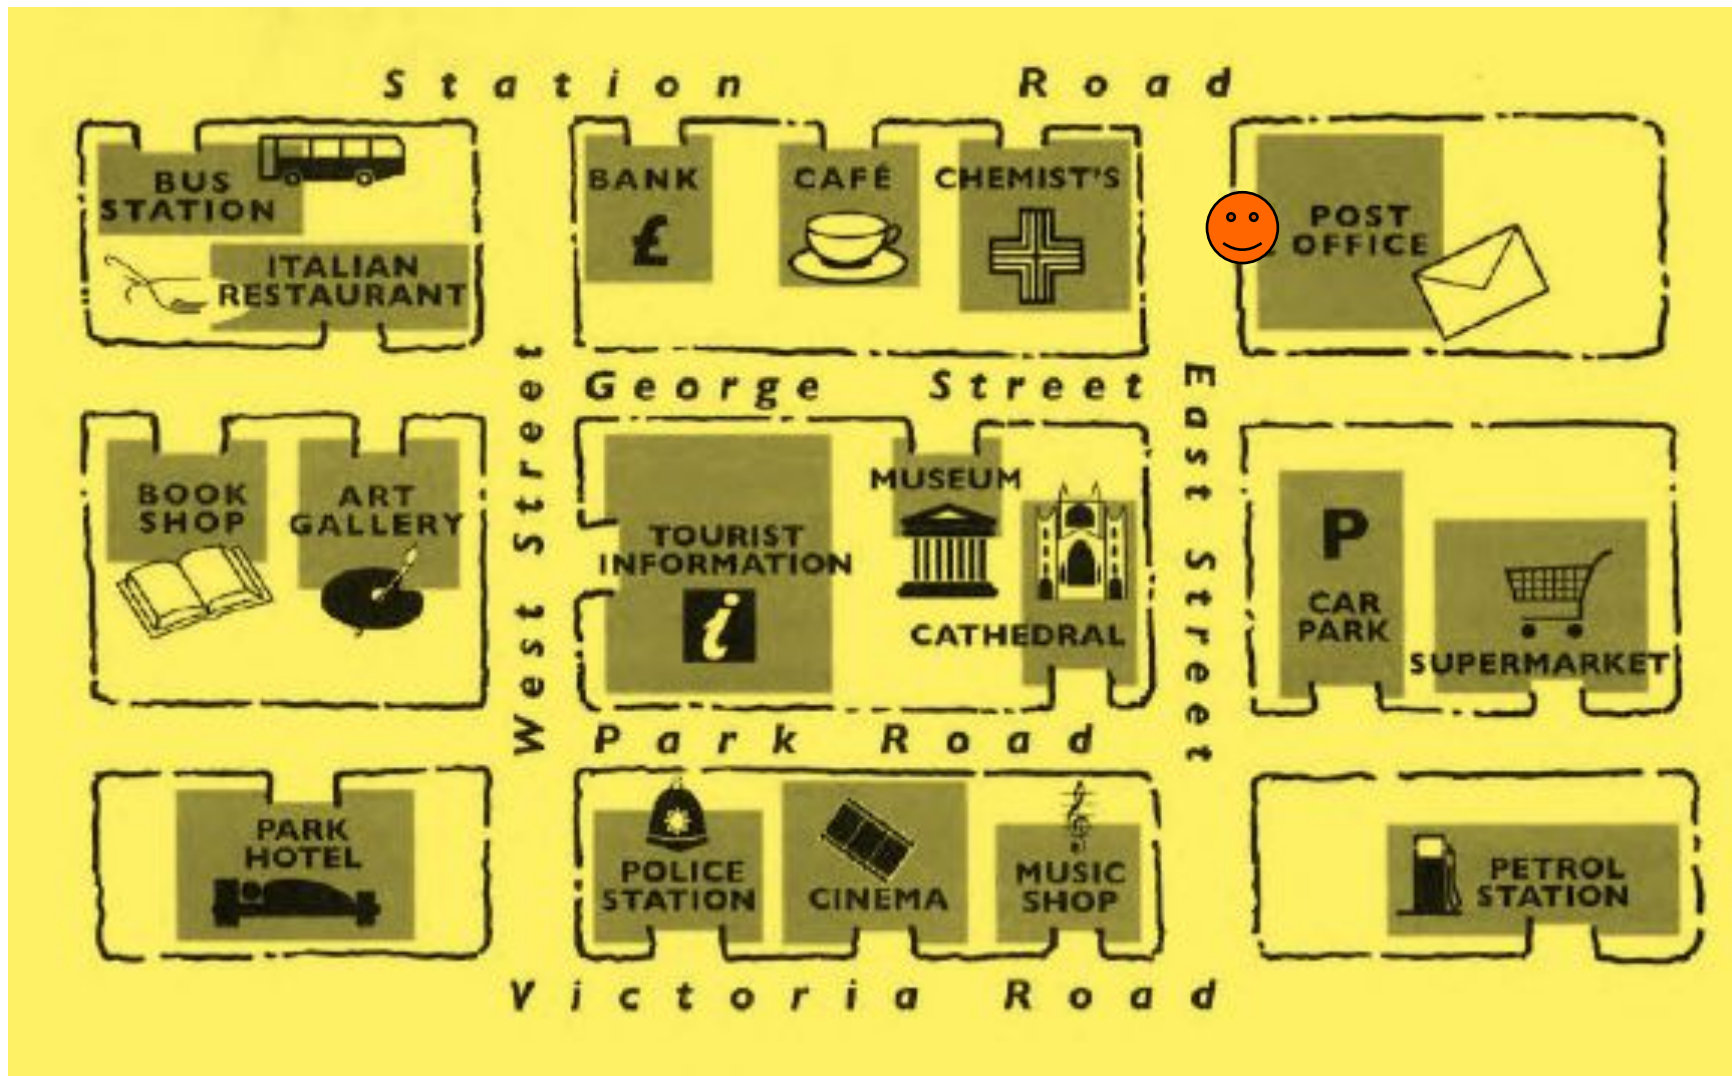 Station Road
BUS
STATION
ITALIAN
RESTAURANT
BANK
£
CAFÉ
CHEMIST'S
POST
OFFICE
West Street
George Street
East Street
BOOK
SHOP
ART
GALLERY
TOURIST
INFORMATION
i
MUSEUM
CATHEDRAL
P
CAR
PARK
SUPERMARKET
Park Road
PARK
HOTEL
POLICE
STATION
CINEMA
MUSIC
SHOP
PETROL
STATION
Victoria Road